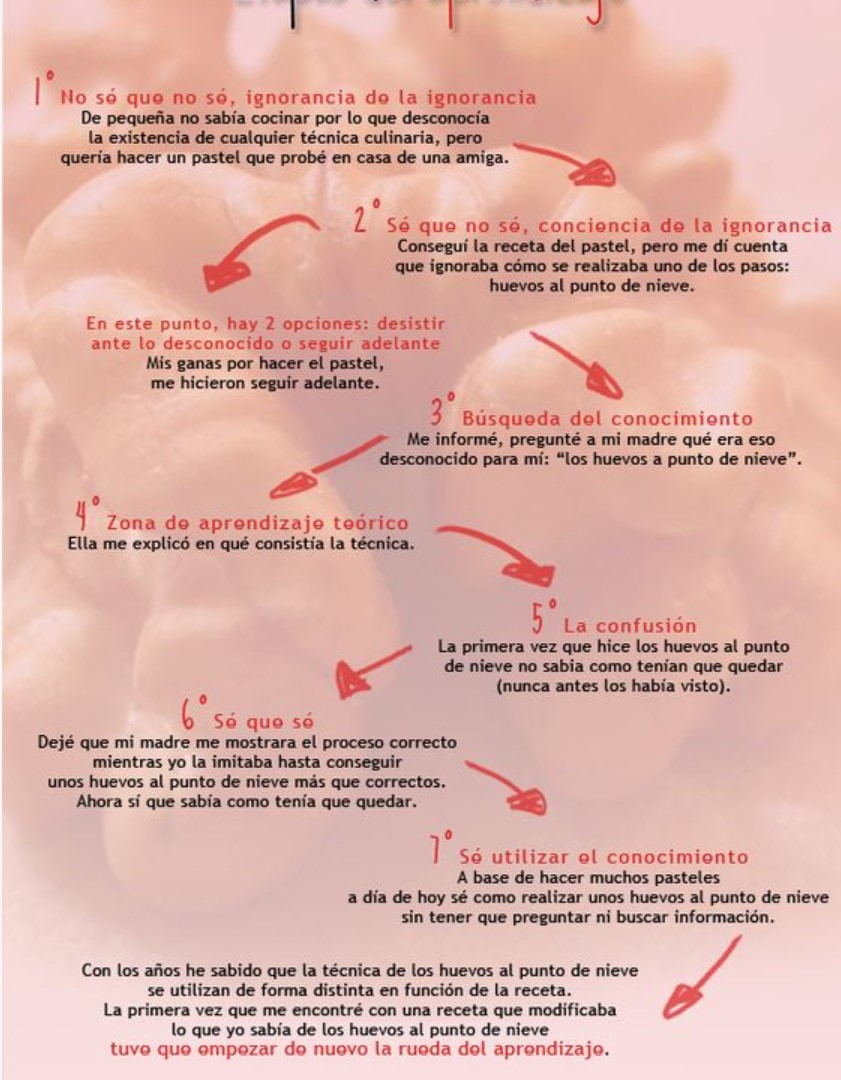 1° No sé que no sé, ignorancia de la ignorancia
De pequeña no sabía cocinar por lo que desconocía
la existencia de cualquier técnica culinaria, pero
quería hacer un pastel que probé en casa de una amiga.
2° Sé que no sé, conciencia de la ignorancia
Conseguí la receta del pastel, pero me dí cuenta
que ignoraba cómo se realizaba uno de los pasos:
huevos al punto de nieve.
En este punto, hay 2 opciones: desistir
ante lo desconocido o seguir adelante
Mis ganas por hacer el pastel,
me hicieron seguir adelante.
3° Búsqueda del conocimiento
Me informé, pregunté a mi madre qué era eso
desconocido para mí: “los huevos a punto de nieve”.
4° Zona de aprendizaje teórico
Ella me explicó en qué consistía la técnica.
5° La confusión
La primera vez que hice los huevos al punto
de nieve no sabia como tenían que quedar
(nunca antes los había visto).
6° Sé que sé
Dejé que mi madre me mostrara el proceso correcto
mientras yo la imitaba hasta conseguir
unos huevos al punto de nieve más que correctos.
Ahora sí que sabía como tenía que quedar.
7° Sé utilizar el conocimiento
A base de hacer muchos pasteles
a día de hoy sé como realizar unos huevos al punto de nieve
sin tener que preguntar ni buscar información.
Con los años he sabido que la técnica de los huevos al punto de nieve
se utilizan de forma distinta en función de la receta.
La primera vez que me encontré con una receta que modificaba
lo que yo sabía de los huevos al punto de nieve
tuve que empezar de nuevo la rueda del aprendizaje.